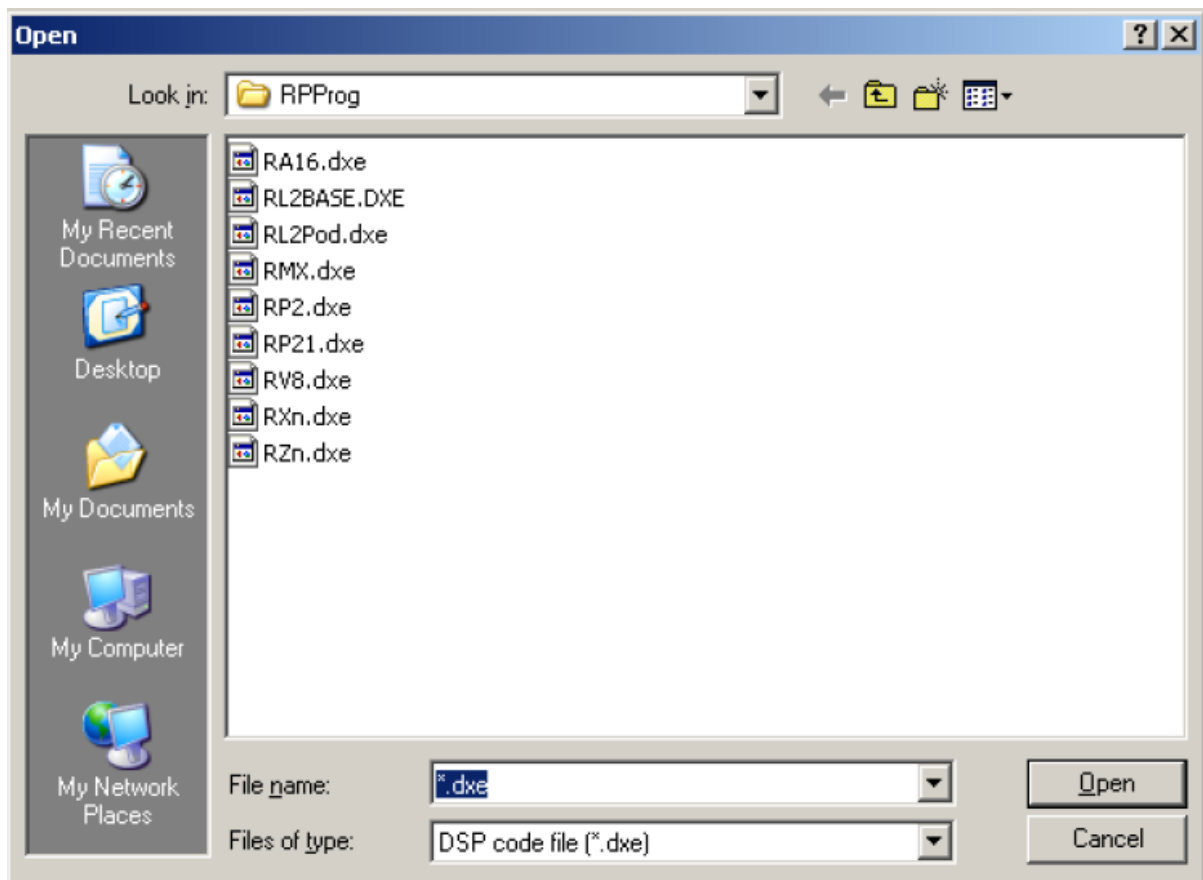 Open
Look in:
RPProg
My Recent
Documents
Desktop
My Documents
My Computer
My Network
Places
RA16.dxe
RL2BASE.DXE
RL2Pod.dxe
RMX.dxe
RP2.dxe
RP21.dxe
RV8.dxe
RXn.dxe
RZn.dxe
File name:
*.dxe
Open
Files of type:
DSP code file (*.dxe)
Cancel